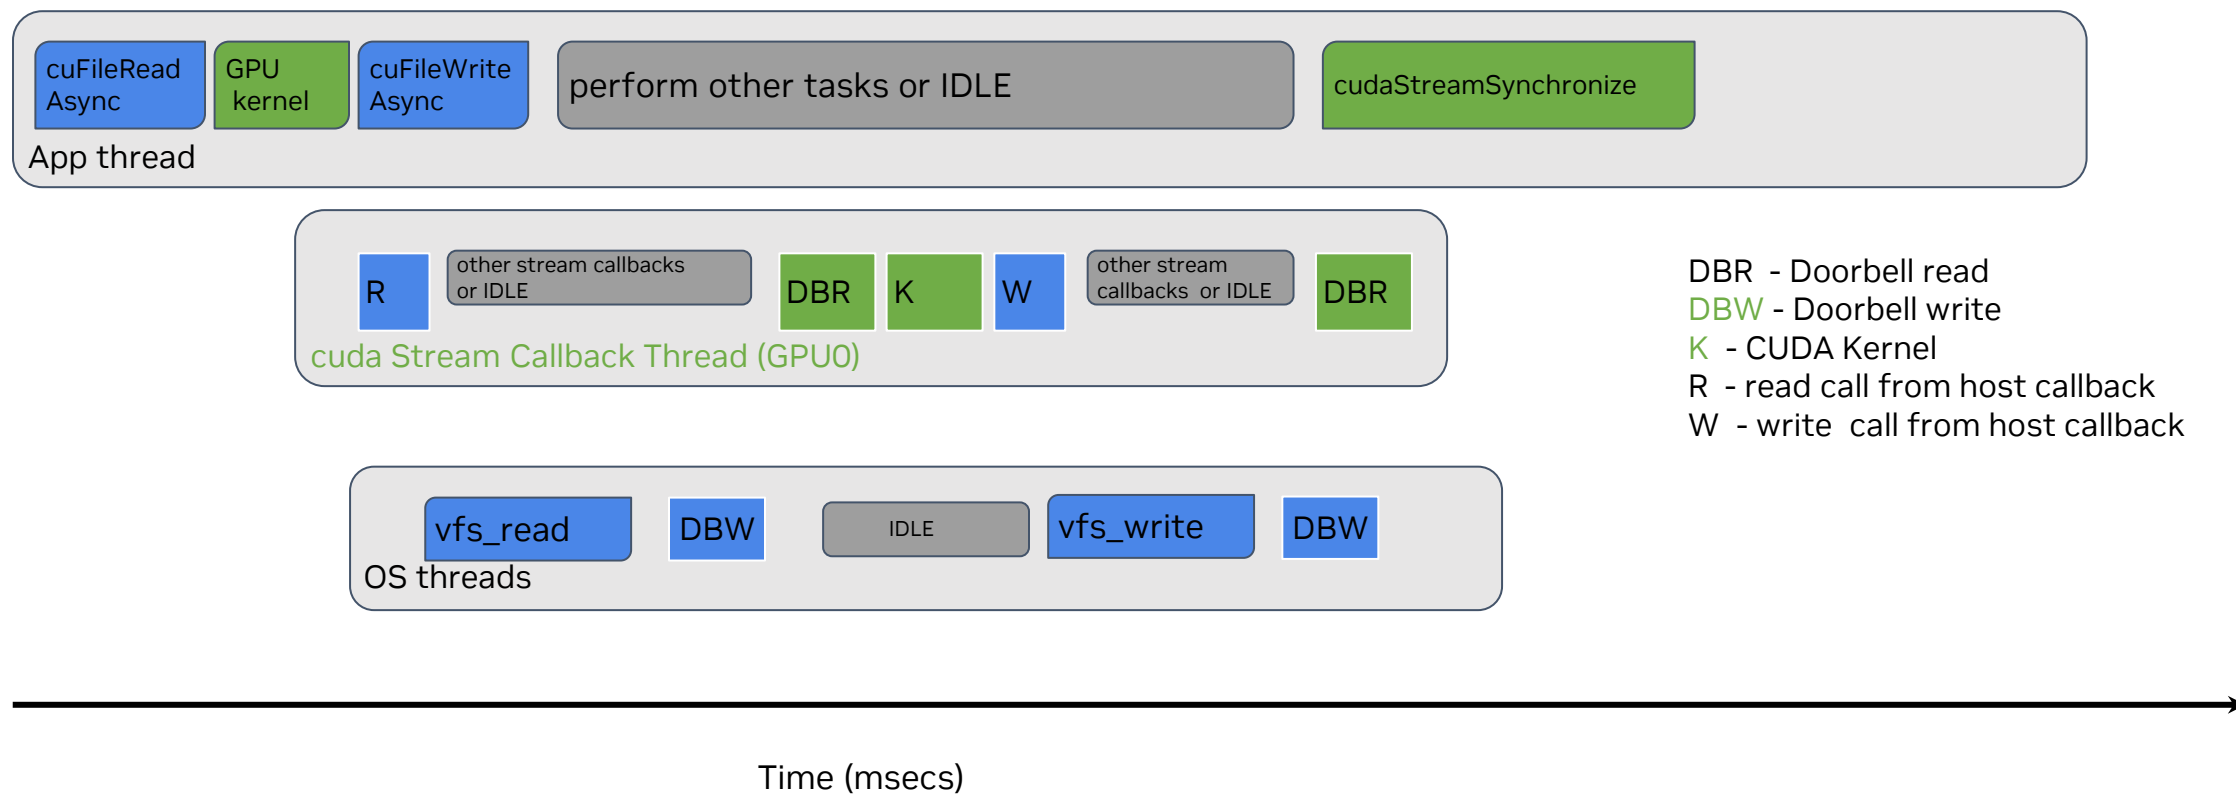 cuFileRead
Async
GPU
kernel
cuFileWrite
Async
perform other tasks or IDLE
cudaStreamSynchronize
App thread
R
other stream callbacks
or IDLE
DBR
K
W
other stream
callbacks or IDLE
DBR
cuda Stream Callback Thread (GPU0)
DBR - Doorbell read
DBW - Doorbell write
K - CUDA Kernel
R - read call from host callback
W - write call from host callback
vfs_read
DBW
IDLE
vfs_write
DBW
OS threads
Time (msecs)